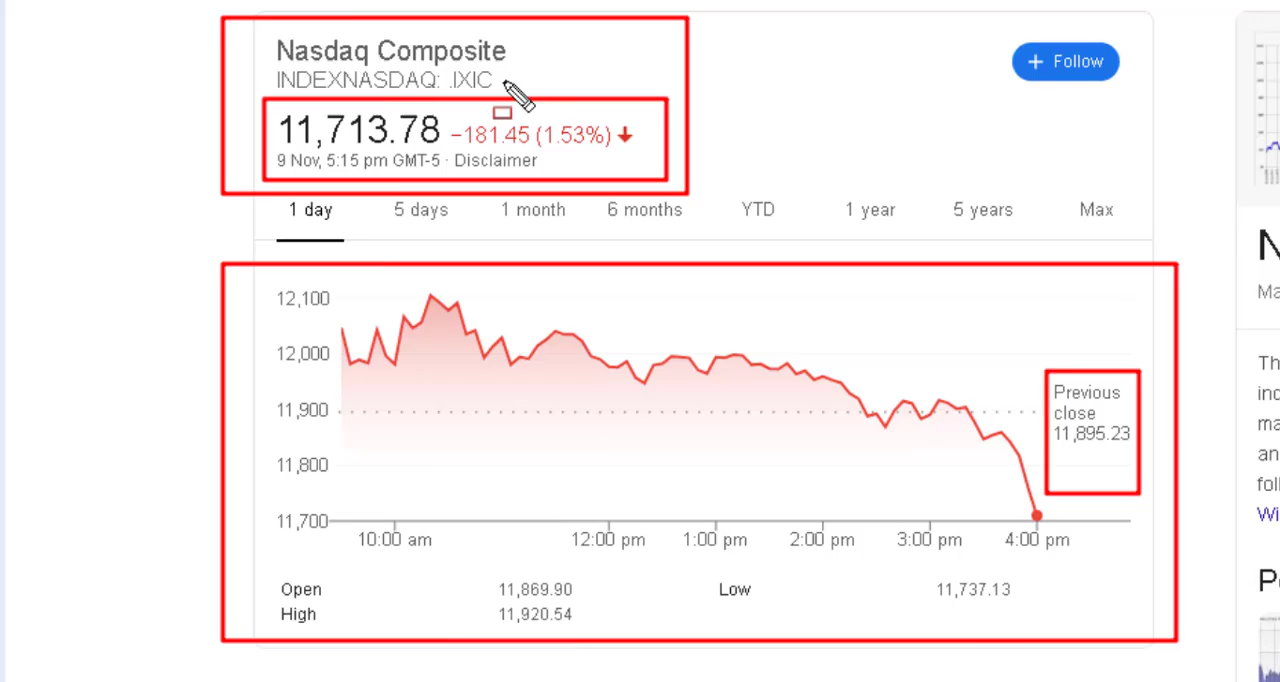 Nasdaq Composite
INDEXNASDAQ: .IXIC
+ Follow
11,713.78 −181.45 (1.53%)
9 Nov, 5:15 pm GMT-5 · Disclaimer
1 day 5 days 1 month 6 months YTD 1 year 5 years Max
12,100
12,000
11,900
11,800
11,700
Previous
close
11,895.23
10:00 am 12:00 pm 1:00 pm 2:00 pm 3:00 pm 4:00 pm
Open 11,869.90 Low 11,737.13
High 11,920.54